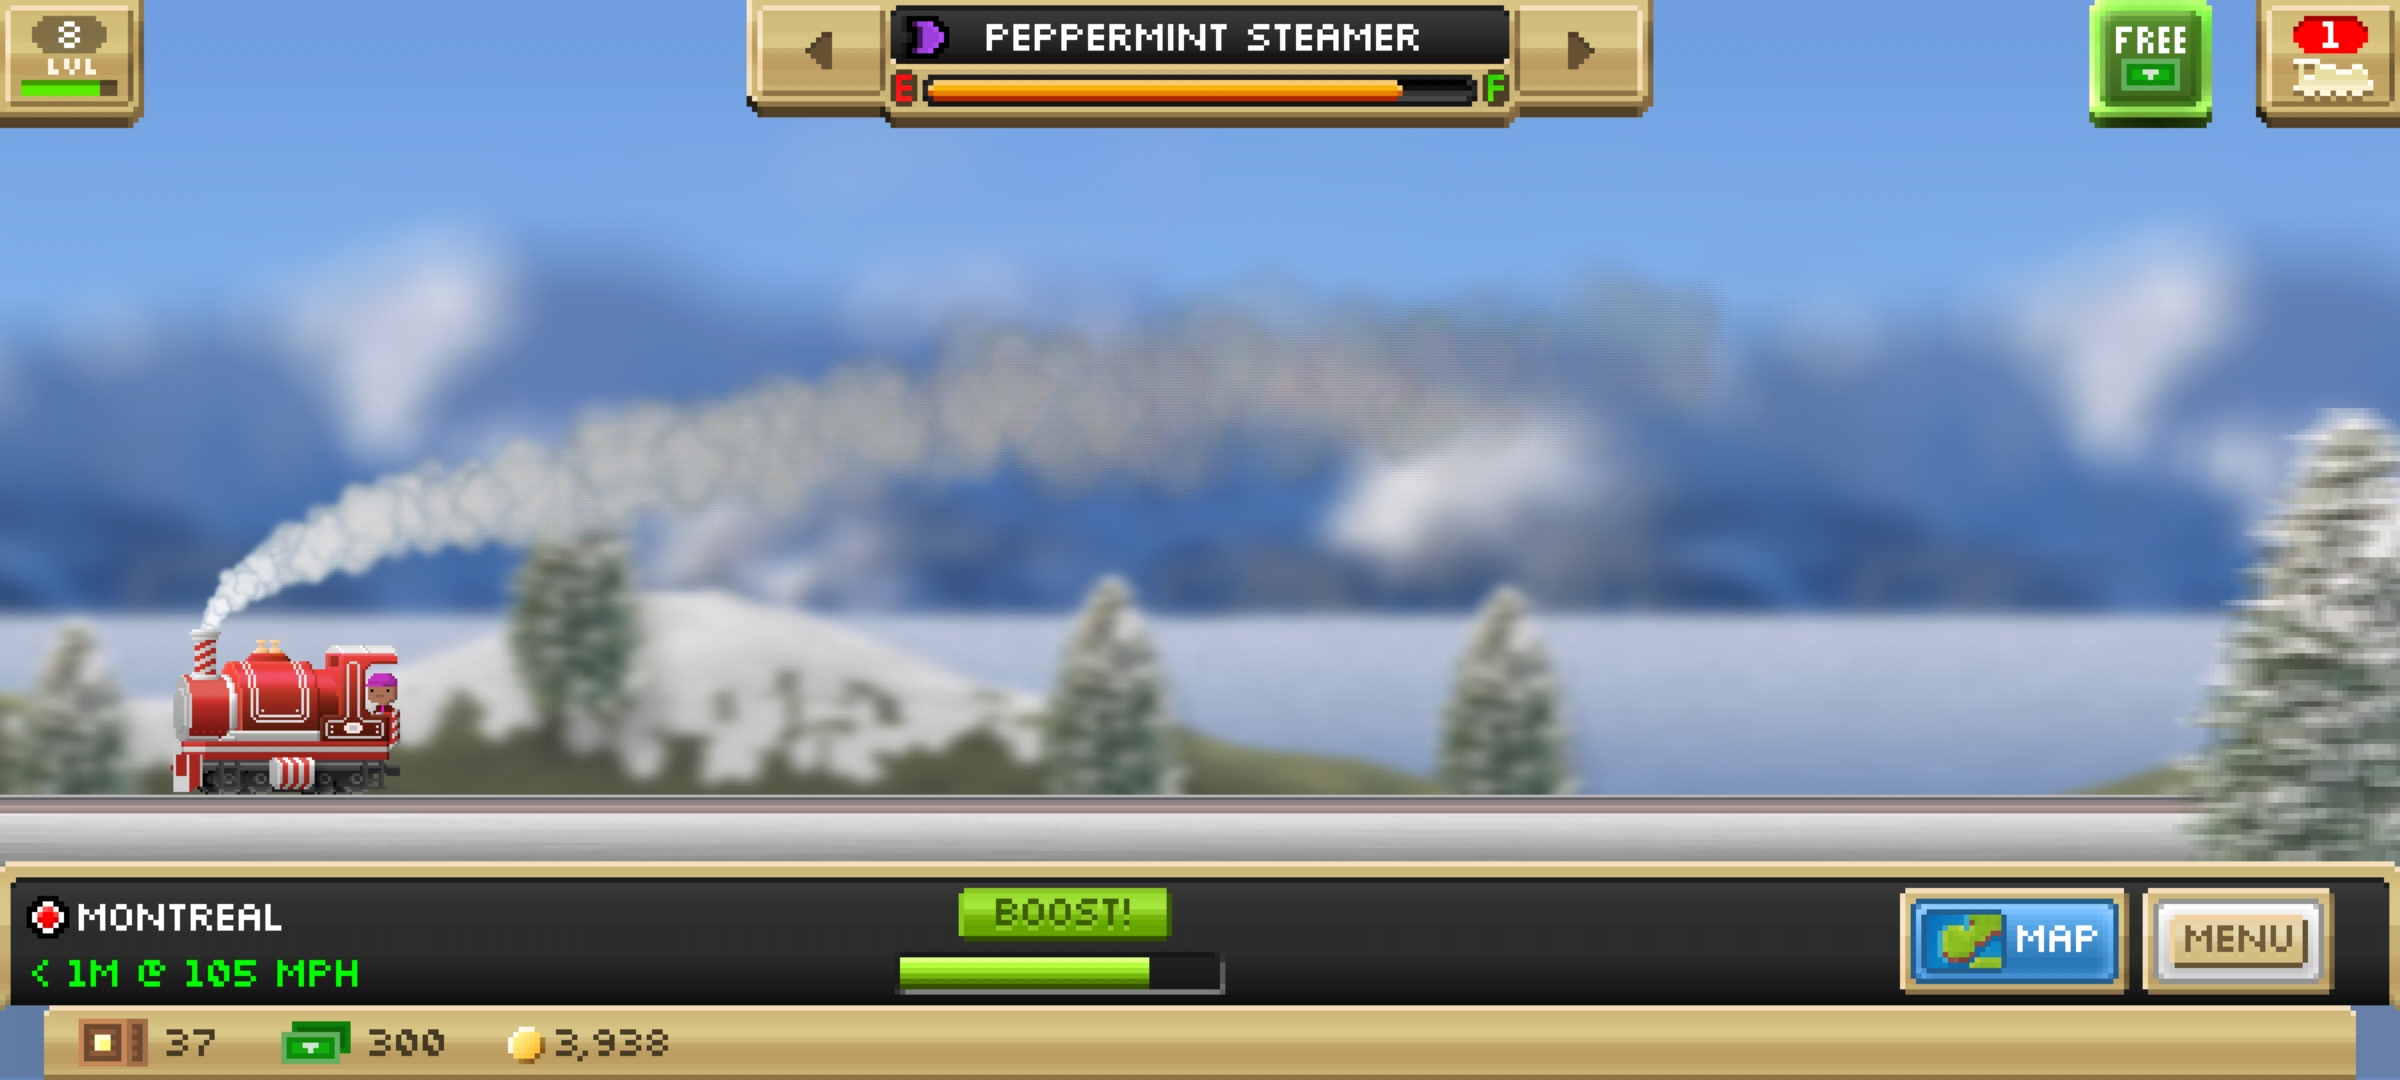 8
LVL
PEPPERMINT STEAMER
E F
FREE
1
MONTREAL
< 1M @ 105 MPH
BOOST!
MAP
MENU
37 300 3,938